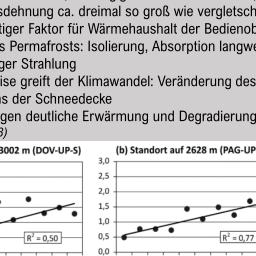 sdehnung ca. dreimal so groß wie vergletsch
tiger Faktor für Wärmehaushalt der Bedienob
s Permafrosts: Isolierung, Absorption langwe
ger Strahlung
ise greift der Klimawandel: Veränderung des
ns der Schneedecke
gen deutliche Erwärmung und Degradierung
3)
3002 m (DOV-UP-S)
(b) Standort auf 2628 m (PAG-UP
3,0
2,5
2,0
1,5
1,0
0,5
0,0
R² = 0,50
R² = 0,77